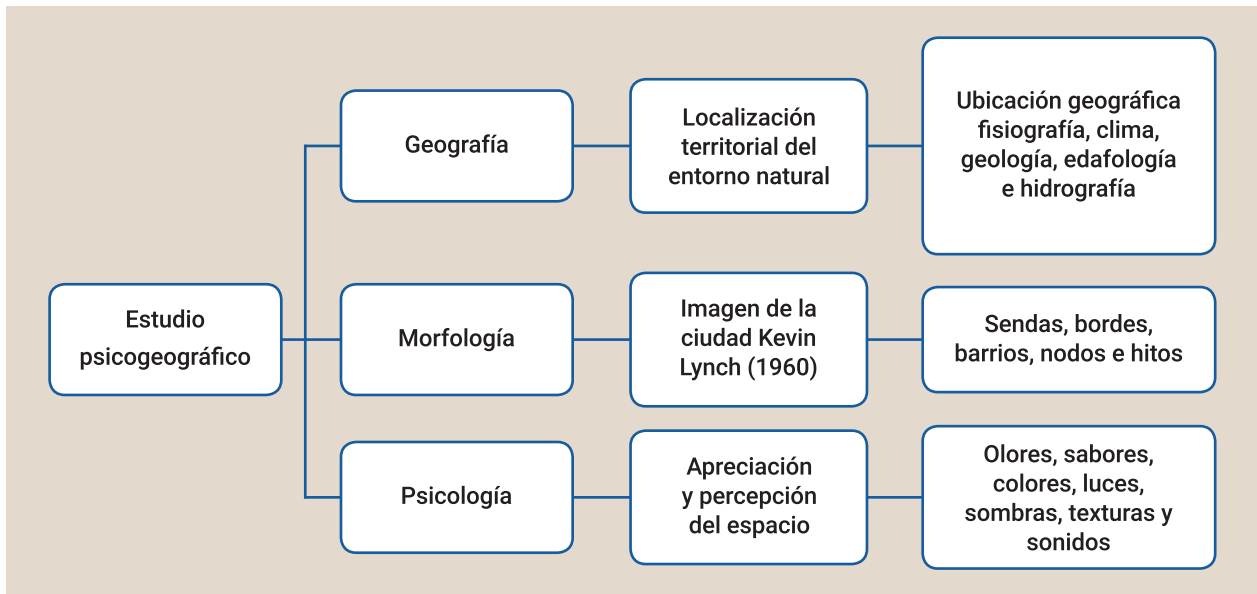 Estudio
psicogeográfico
Geografía
Localización
territorial del
entorno natural
Ubicación geográfica
fisiografía, clima,
geología, edafología
e hidrografía
Morfología
Imagen de la
ciudad Kevin
Lynch (1960)
Sendas, bordes,
barrios, nodos e hitos
Psicología
Apreciación
y percepción
del espacio
Olores, sabores,
colores, luces,
sombras, texturas y
sonidos